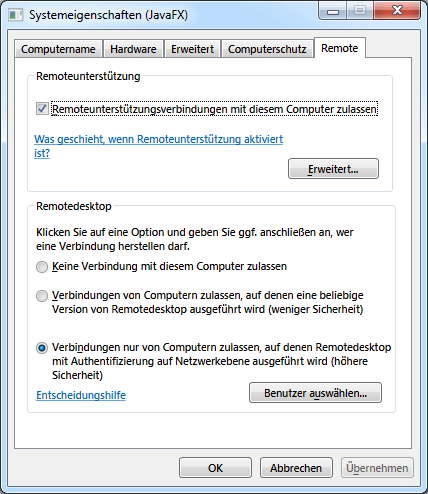 Systemeigenschaften (JavaFX)
Computername Hardware Erweitert Computerschutz Remote
Remoteunterstützung
Remoteunterstützungsverbindungen mit diesem Computer zulassen
Was geschieht, wenn Remoteunterstützung aktiviert
ist?
Erweitert...
Remotedesktop
Klicken Sie auf eine Option und geben Sie ggf. anschließen an, wer
eine Verbindung herstellen darf.
Keine Verbindung mit diesem Computer zulassen
Verbindungen von Computern zulassen, auf denen eine beliebige
Version von Remotedesktop ausgeführt wird (weniger Sicherheit)
Verbindungen nur von Computern zulassen, auf denen Remotedesktop
mit Authentifizierung auf Netzwerkebene ausgeführt wird (höhere
Sicherheit)
Entscheidungshilfe
Benutzer auswählen...
OK Abbrechen Übernehmen